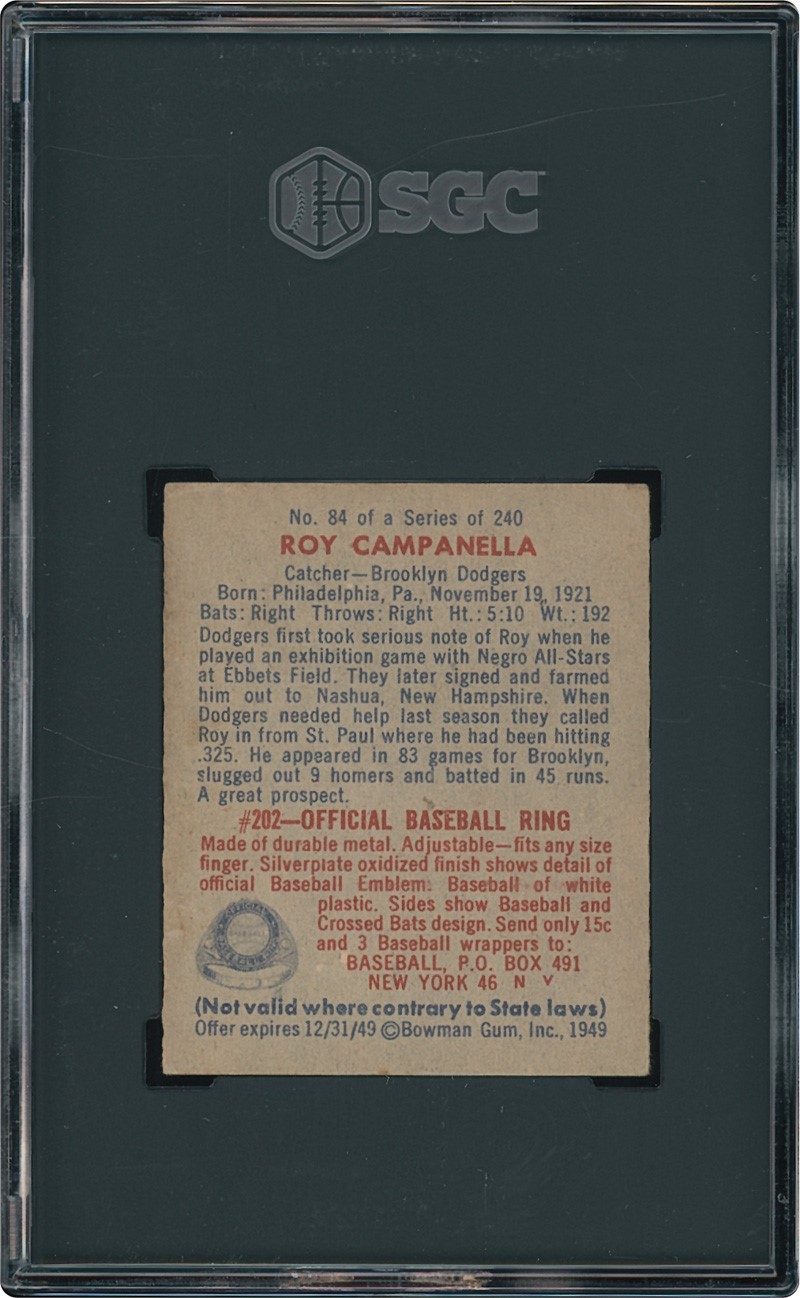 SGC
No. 84 of a Series of 240
ROY CAMPANELLA
Catcher—Brooklyn Dodgers
Born: Philadelphia, Pa., November 19, 1921
Bats: Right Throws: Right Ht.: 5:10 Wt.: 192
Dodgers first took serious note of Roy when he
played an exhibition game with Negro All-Stars
at Ebbets Field. They later signed and farmed
him out to Nashua, New Hampshire. When
Dodgers needed help last season they called
Roy in from St. Paul where he had been hitting
.325. He appeared in 83 games for Brooklyn,
slugged out 9 homers and batted in 45 runs.
A great prospect.
#202—OFFICIAL BASEBALL RING
Made of durable metal. Adjustable—fits any size
finger. Silverplate oxidized finish shows detail of
official Baseball Emblem. Baseball of white
plastic. Sides show Baseball and
Crossed Bats design. Send only 15c
and 3 Baseball wrappers to:
BASEBALL, P.O. BOX 491
NEW YORK 46 N Y
(Not valid where contrary to State laws)
Offer expires 12/31/49 ©Bowman Gum, Inc., 1949